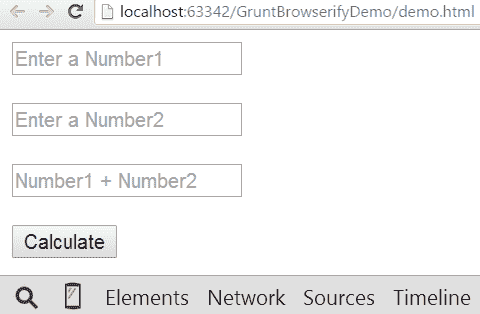 localhost:63342/GruntBrowserifyDemo/demo.html
Enter a Number1
Enter a Number2
Number1 + Number2
Calculate
Elements Network Sources Timeline